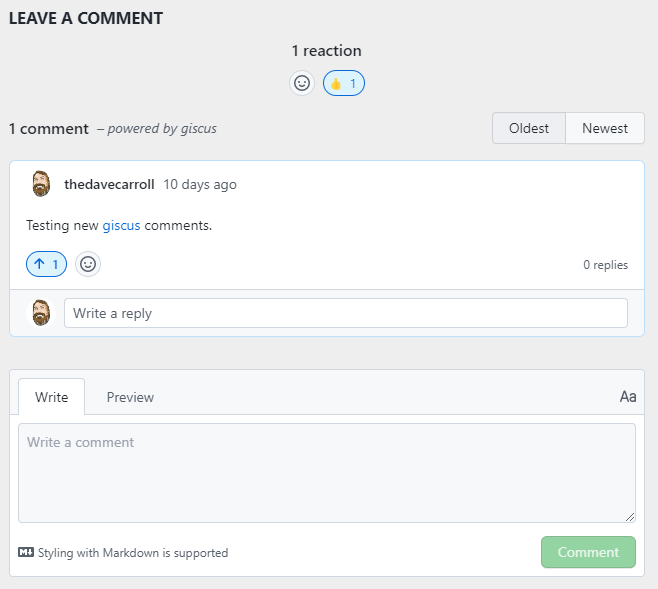 LEAVE A COMMENT
1 reaction
1
1 comment – powered by giscus
Oldest Newest
thedavecarroll 10 days ago
Testing new giscus comments.
1
0 replies
Write a reply
Write Preview Aa
Write a comment
Styling with Markdown is supported
Comment